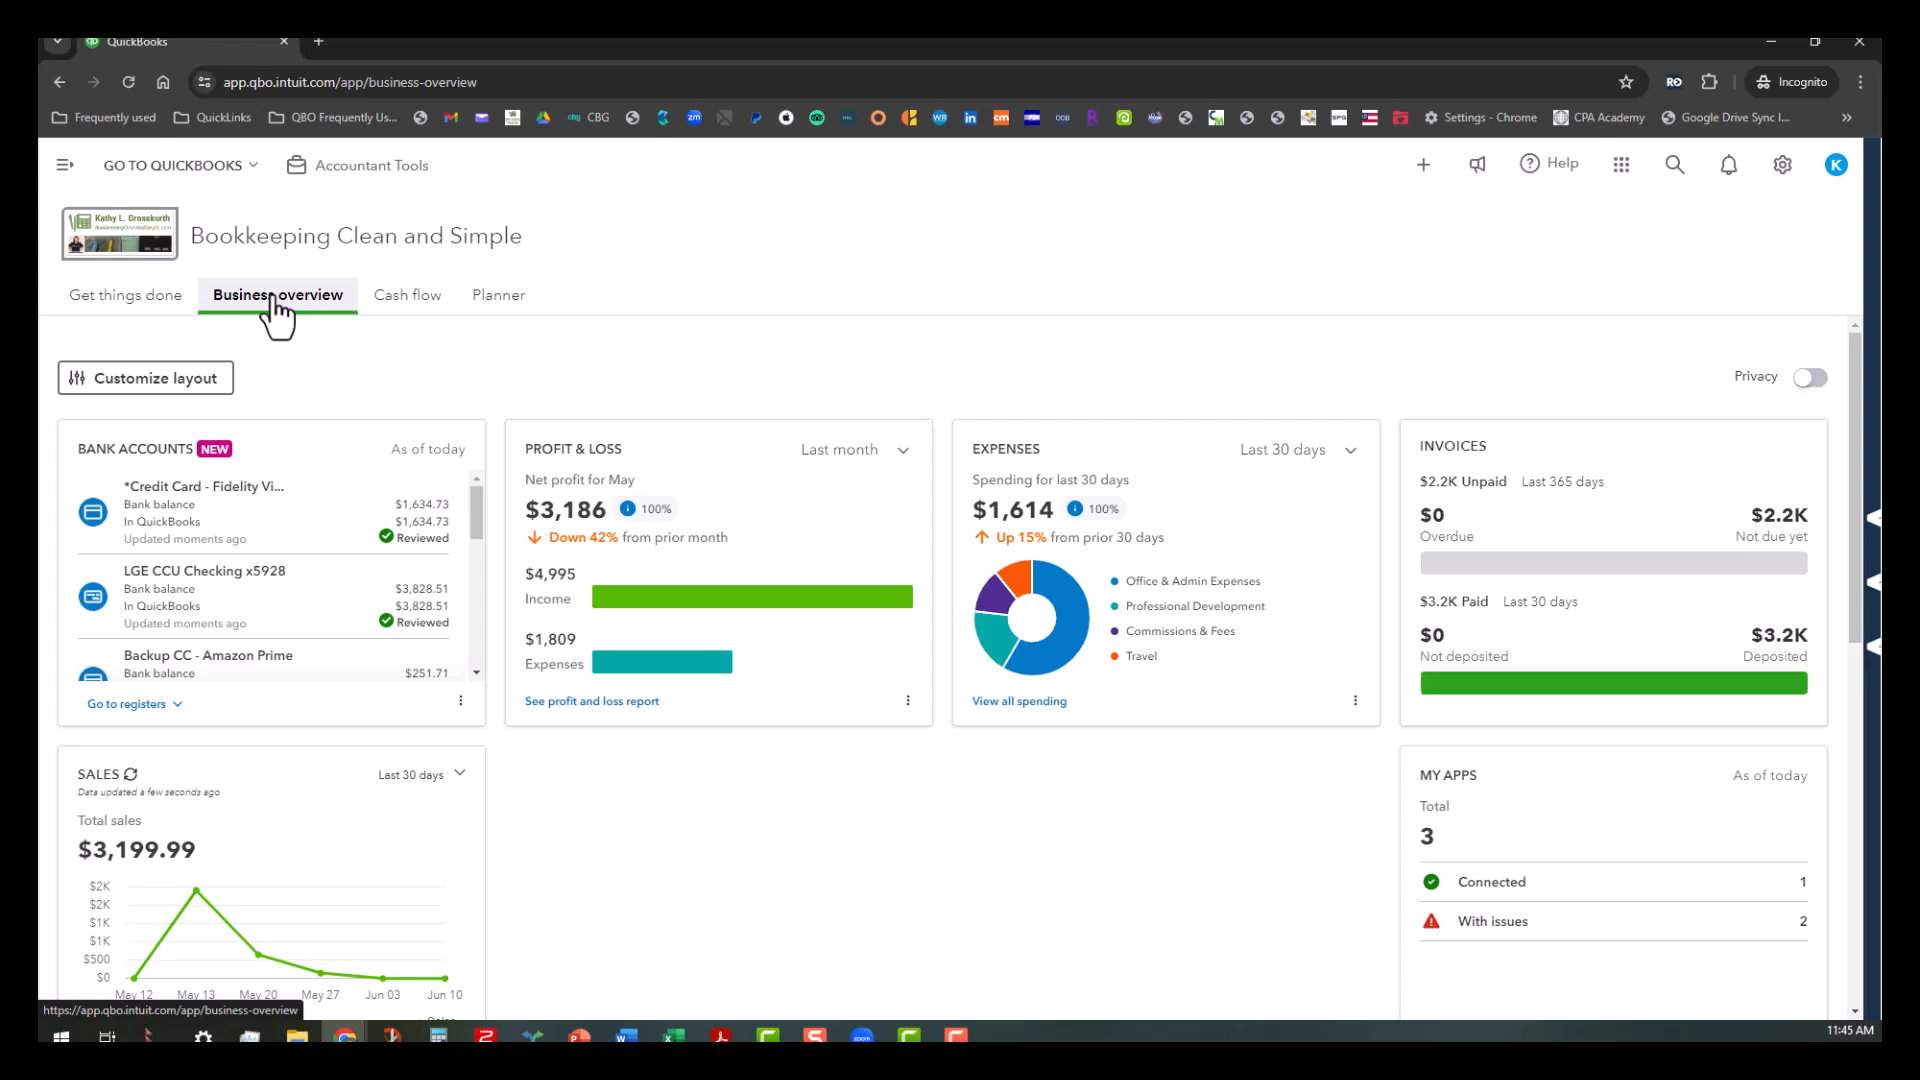 QuickBooks
app.qbo.intuit.com/app/business-overview
Incognito
Frequently used
QuickLinks
QBO Frequently Us...
CBG
Settings - Chrome
CPA Academy
Google Drive Sync I...
GO TO QUICKBOOKS
Accountant Tools
Help
K
Kathy L. Grosskurth
Bookkeeping Clean and Simple
Get things done
Business overview
Cash flow
Planner
Customize layout
Privacy
BANK ACCOUNTS NEW
As of today
*Credit Card - Fidelity Vi...
Bank balance $1,634.73
In QuickBooks $1,634.73
Updated moments ago Reviewed
LGE CCU Checking x5928
Bank balance $3,828.51
In QuickBooks $3,828.51
Updated moments ago Reviewed
Backup CC - Amazon Prime
Bank balance $251.71
Go to registers
PROFIT & LOSS
Last month
Net profit for May
$3,186 100%
Down 42% from prior month
$4,995
Income
$1,809
Expenses
See profit and loss report
EXPENSES
Last 30 days
Spending for last 30 days
$1,614 100%
Up 15% from prior 30 days
Office & Admin Expenses
Professional Development
Commissions & Fees
Travel
View all spending
INVOICES
$2.2K Unpaid Last 365 days
$0 $2.2K
Overdue Not due yet
$3.2K Paid Last 30 days
$0 $3.2K
Not deposited Deposited
SALES
Last 30 days
Data updated a few seconds ago
Total sales
$3,199.99
$2K
$2K
$1K
$1K
$500
$0
May 12 May 13 May 20 May 27 Jun 03 Jun 10
MY APPS
As of today
Total
3
Connected 1
With issues 2
https://app.qbo.intuit.com/app/business-overview
11:45 AM